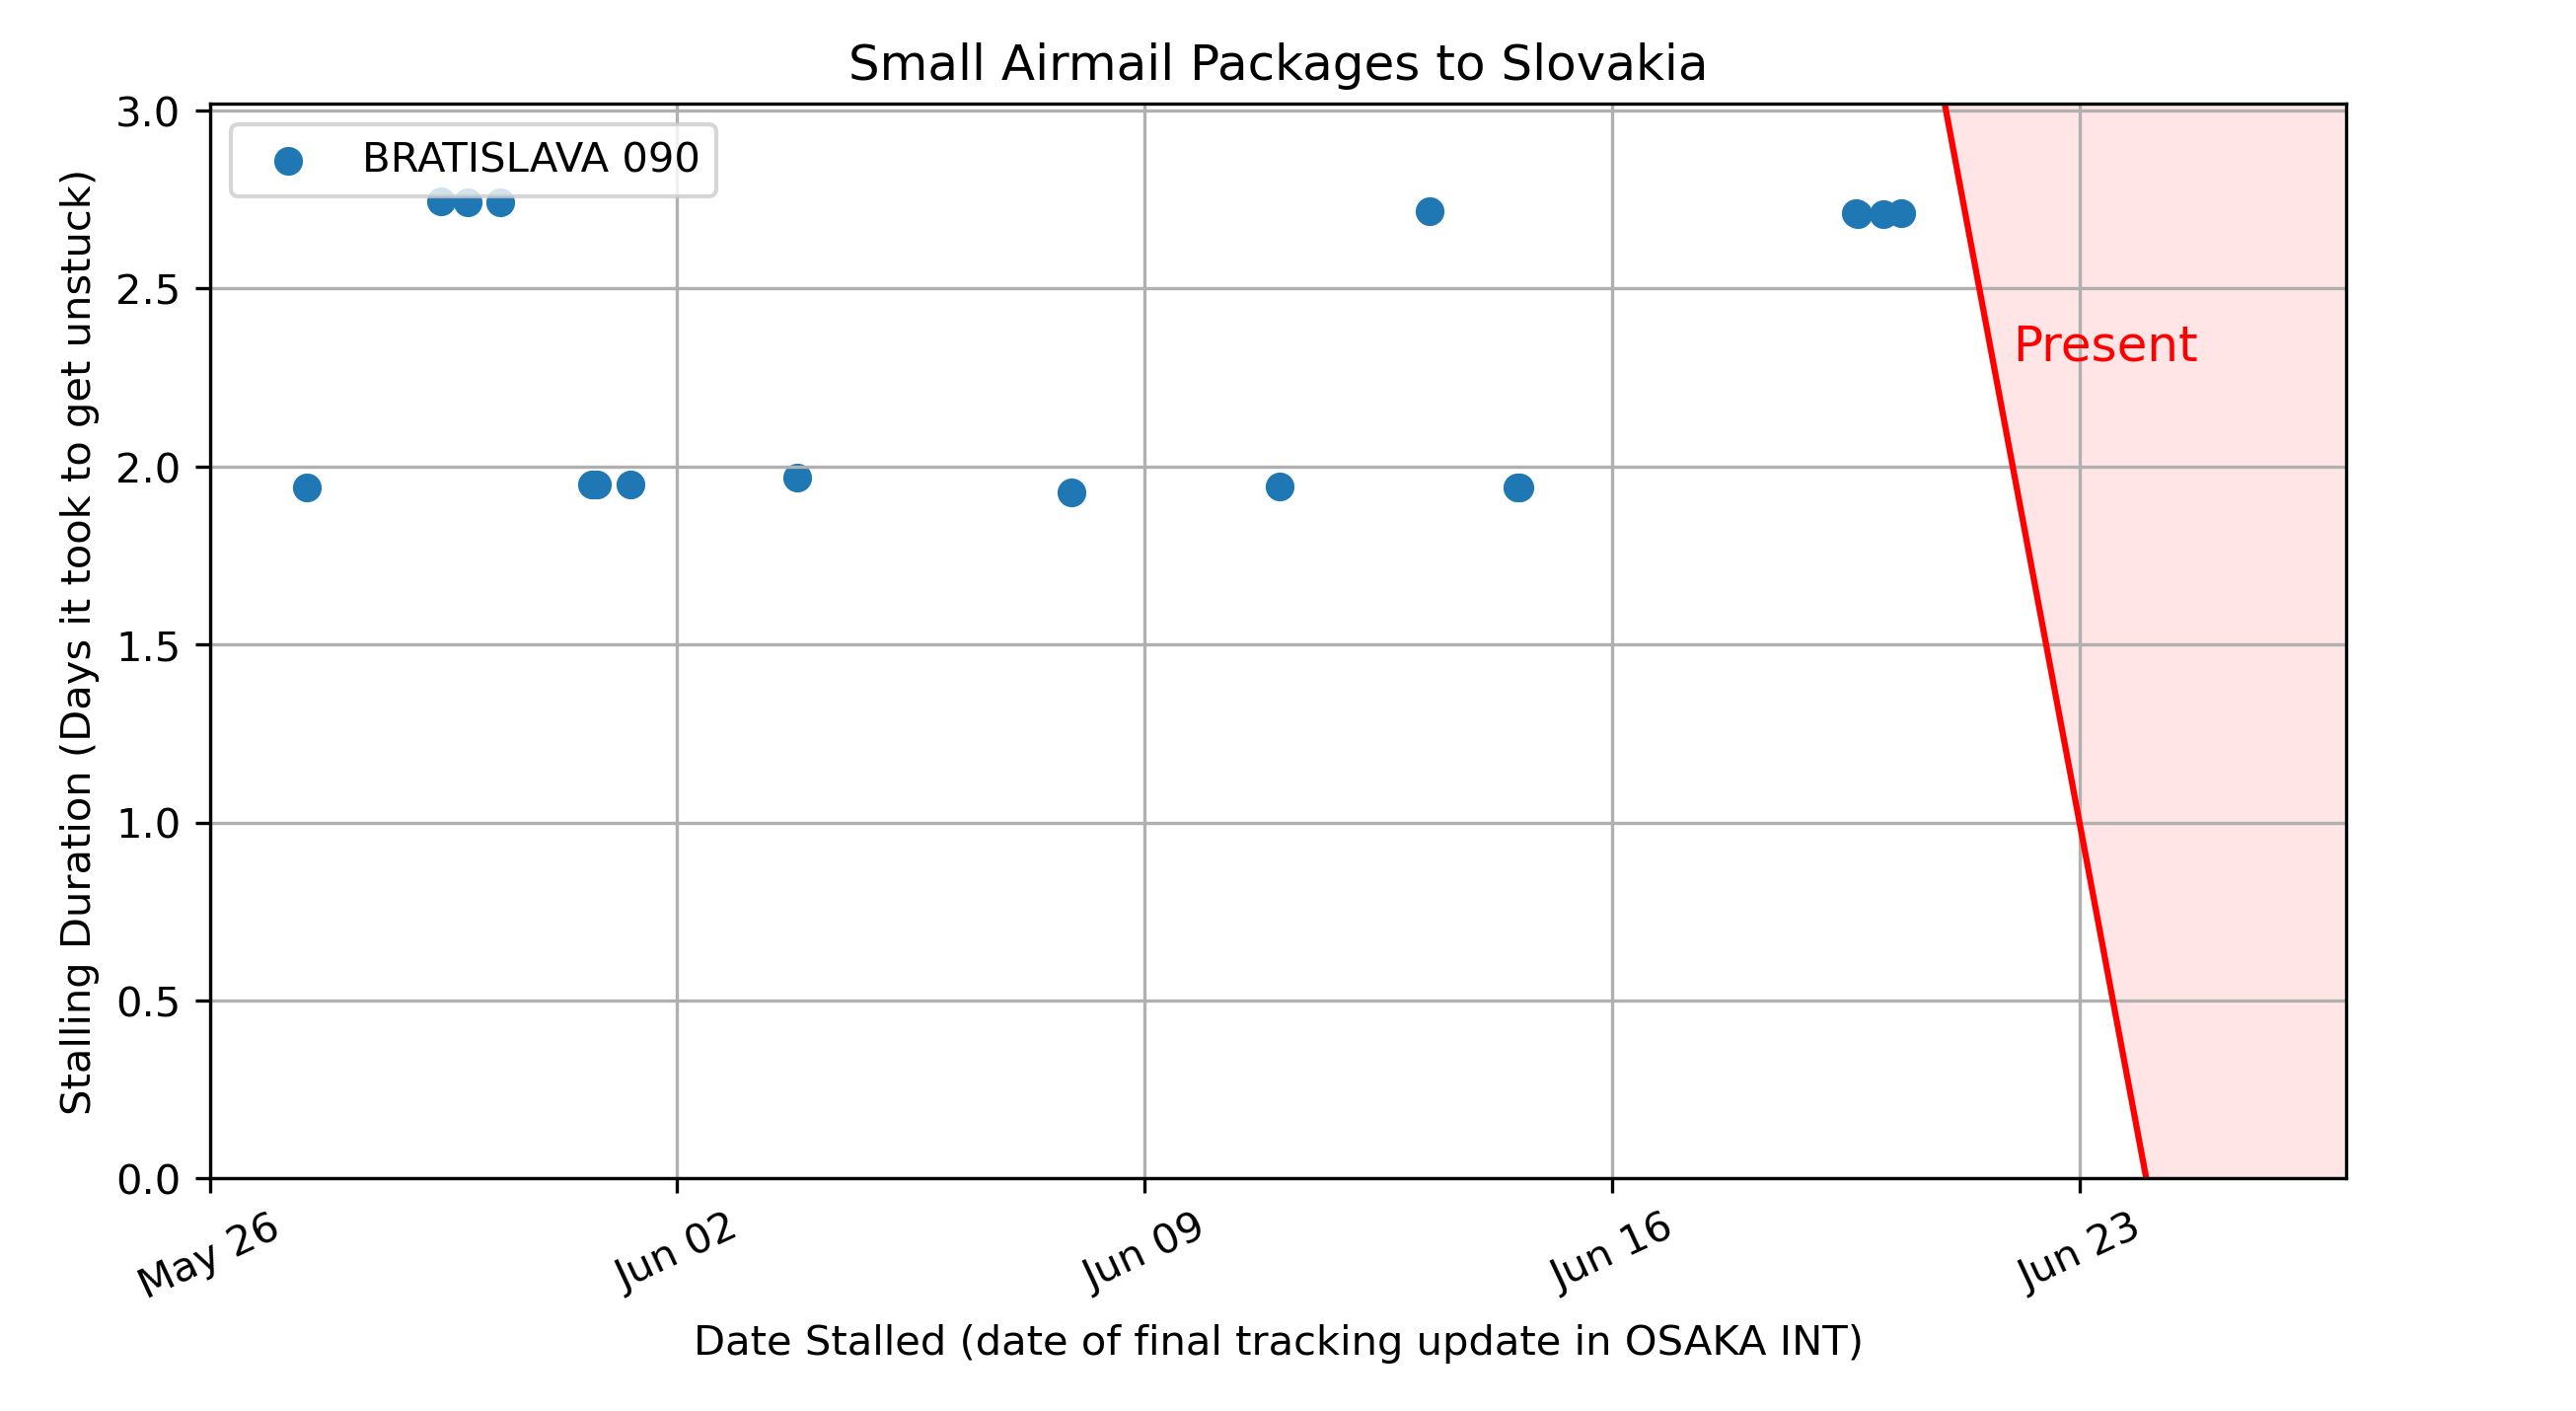 Small Airmail Packages to Slovakia
BRATISLAVA 090
Present
Stalling Duration (Days it took to get unstuck)
3.0
2.5
2.0
1.5
1.0
0.5
0.0
May 26
Jun 02
Jun 09
Jun 16
Jun 23
Date Stalled (date of final tracking update in OSAKA INT)